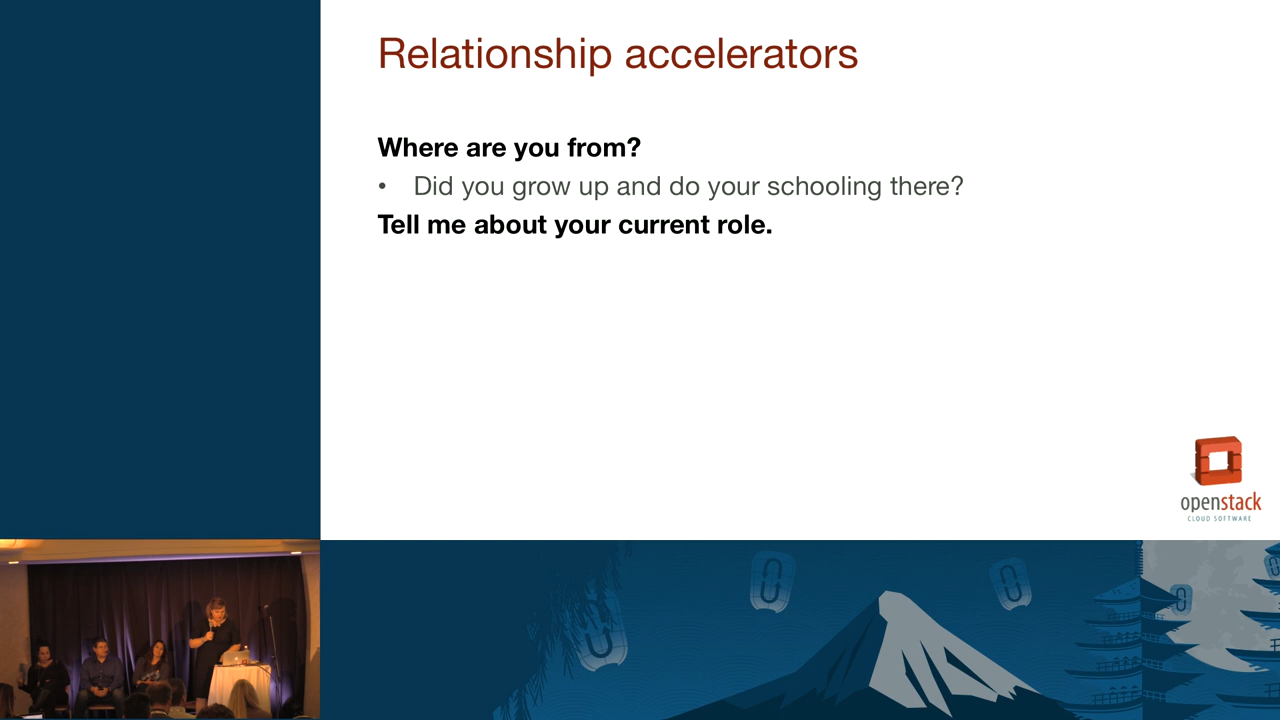 Relationship accelerators
Where are you from?
• Did you grow up and do your schooling there?
Tell me about your current role.
openstack
CLOUD SOFTWARE